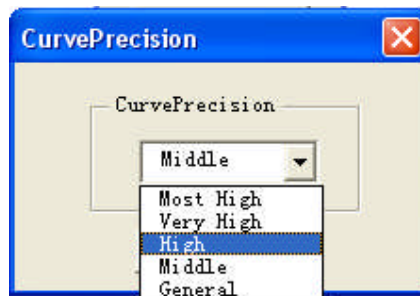 CurvePrecision
CurvePrecision
Middle
Most High
Very High
High
Middle
General